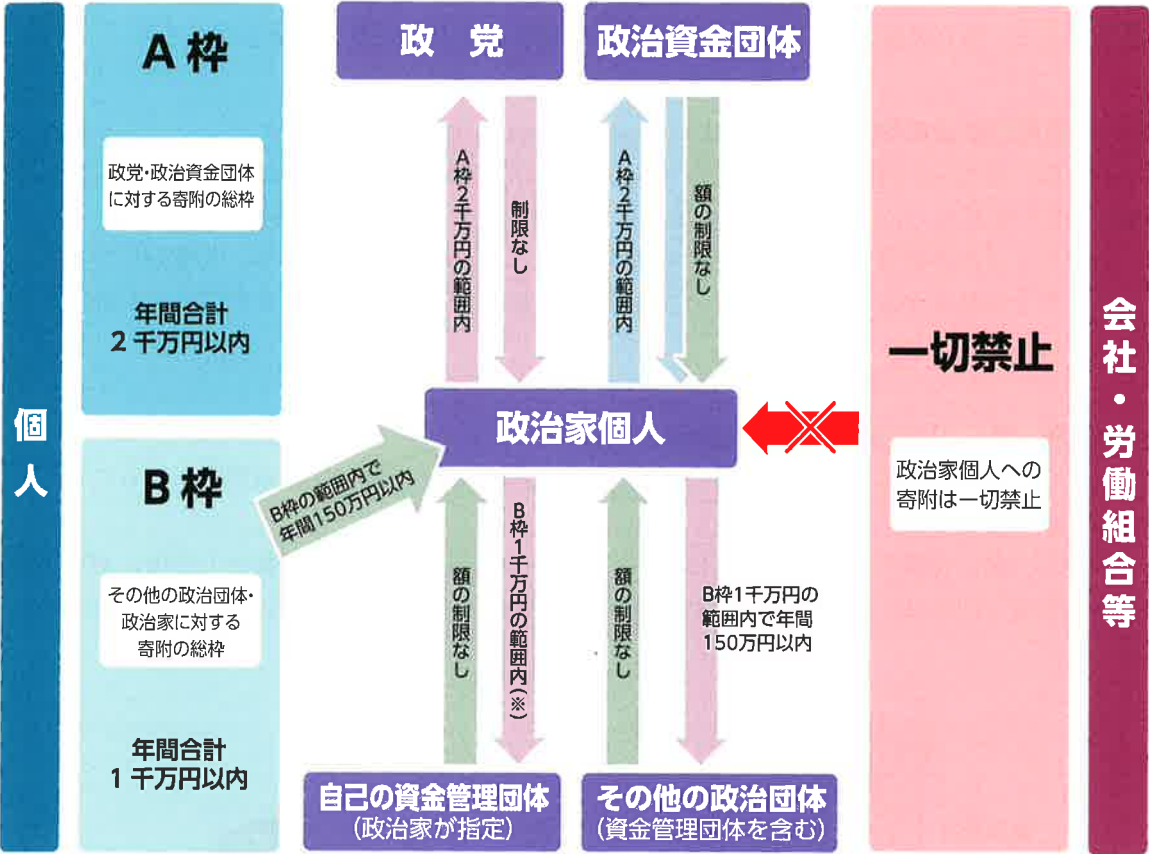 個人
A枠
政党・政治資金団体
に対する寄附の総枠
年間合計
2千万円以内
B枠
その他の政治団体・
政治家に対する
寄附の総枠
年間合計
1千万円以内
政党
政治資金団体
A枠2千万円の範囲内
制限なし
A枠2千万円の範囲内
額の制限なし
政治家個人
B枠の範囲内で
年間150万円以内
額の制限なし
B枠1千万円の範囲内(※)
額の制限なし
B枠1千万円の
範囲内で年間
150万円以内
自己の資金管理団体
(政治家が指定)
その他の政治団体
(資金管理団体を含む)
一切禁止
政治家個人への
寄附は一切禁止
会社・労働組合等